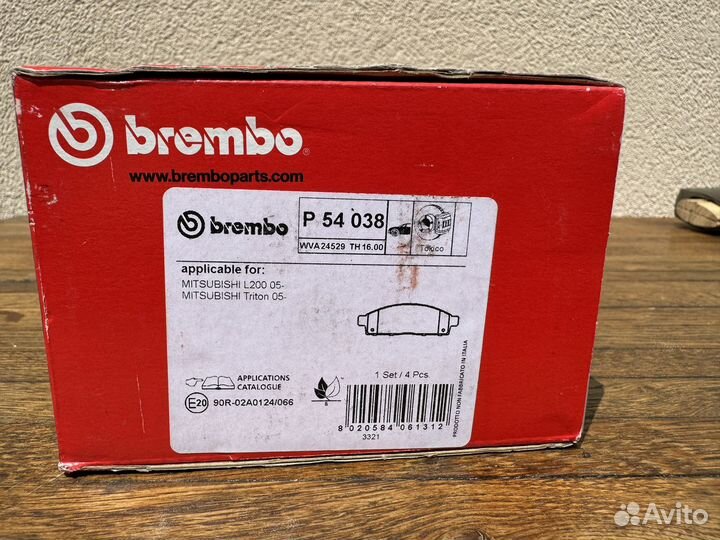 brembo
www.bremboparts.com
brembo
P 54 038
WVA 24529 TH 16.00
applicable for:
MITSUBISHI L200 05-
MITSUBISHI Triton 05-
1 Set / 4 Pcs.
APPLICATIONS
CATALOGUE
E20 90R-02A0124/066
B
8 020584 061312
3321
PRODOTTO NON FABBRICATO IN ITALIA
Avito